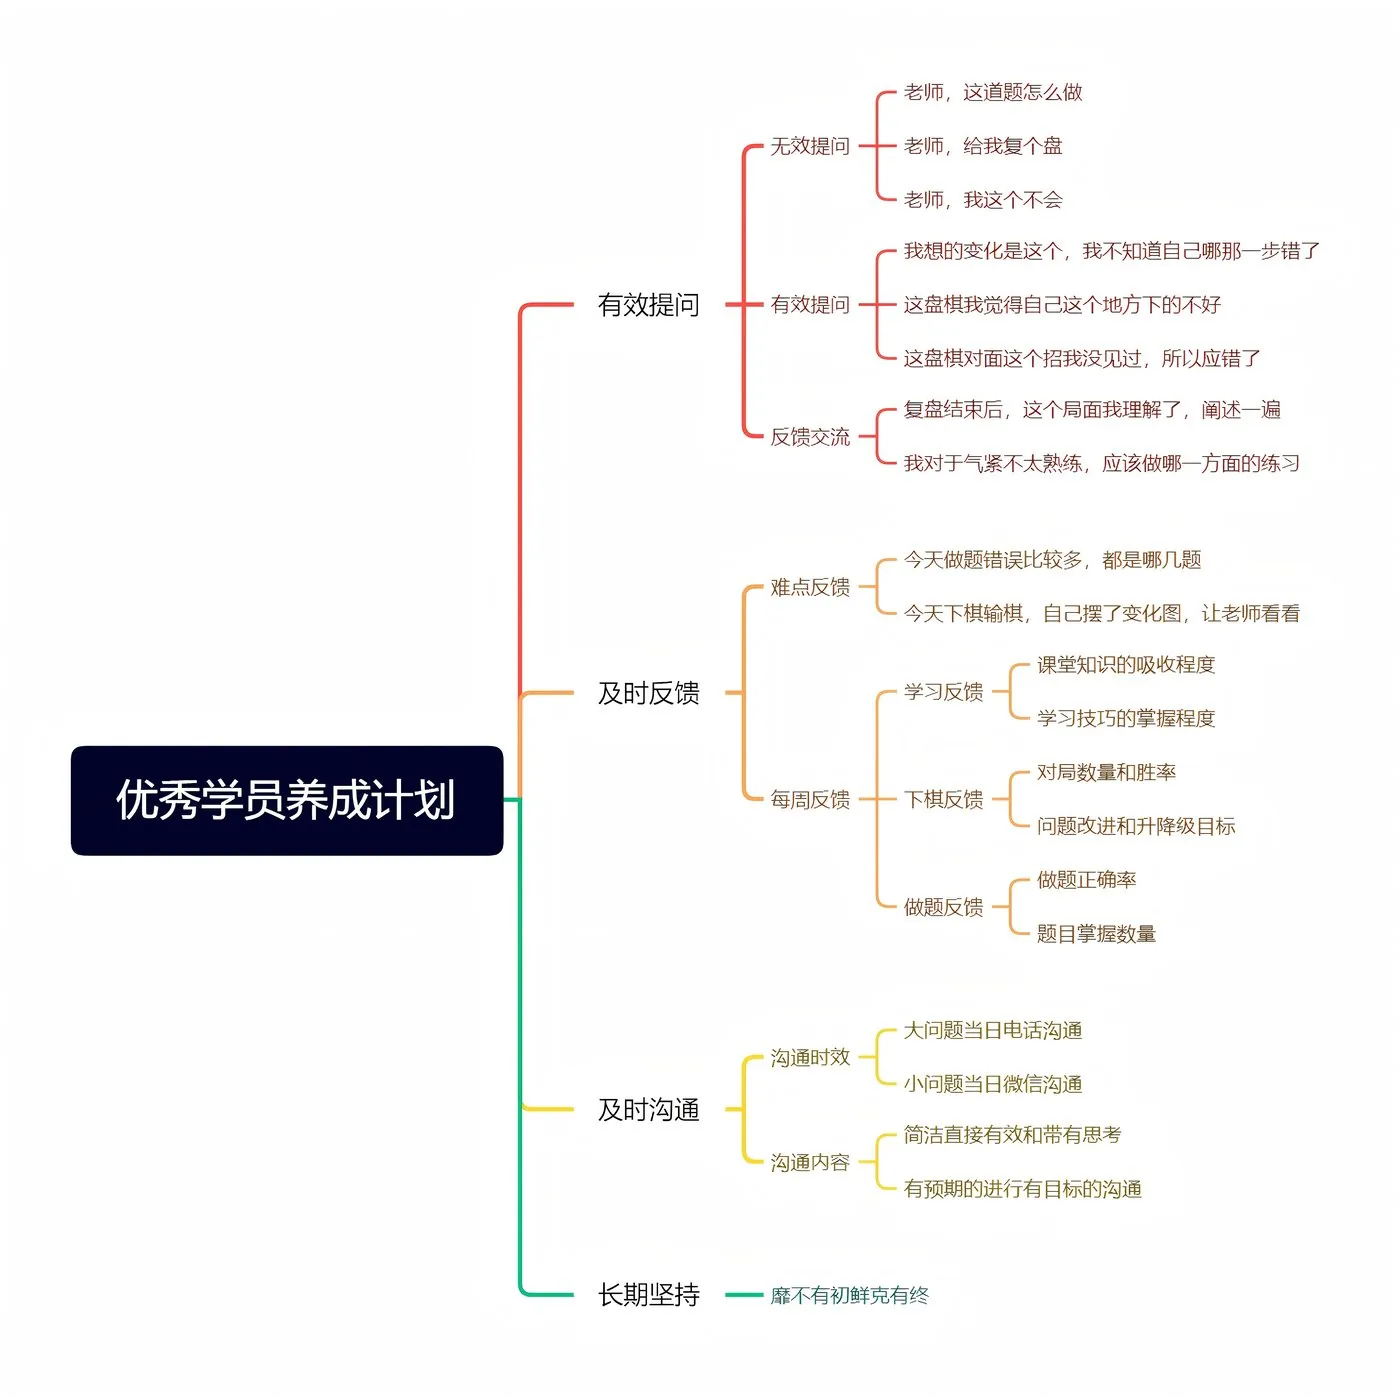 优秀学员养成计划
有效提问
无效提问
老师，这道题怎么做
老师，给我复个盘
老师，我这个不会
有效提问
我想的变化是这个，我不知道自己哪那一步错了
这盘棋我觉得自己这个地方下的不好
这盘棋对面这个招我没见过，所以应错了
反馈交流
复盘结束后，这个局面我理解了，阐述一遍
我对于气紧不太熟练，应该做哪一方面的练习
及时反馈
难点反馈
今天做题错误比较多，都是哪几题
今天下棋输棋，自己摆了变化图，让老师看看
每周反馈
学习反馈
课堂知识的吸收程度
学习技巧的掌握程度
下棋反馈
对局数量和胜率
问题改进和升降级目标
做题反馈
做题正确率
题目掌握数量
及时沟通
沟通时效
大问题当日电话沟通
小问题当日微信沟通
沟通内容
简洁直接有效和带有思考
有预期的进行有目标的沟通
长期坚持
靡不有初鲜克有终